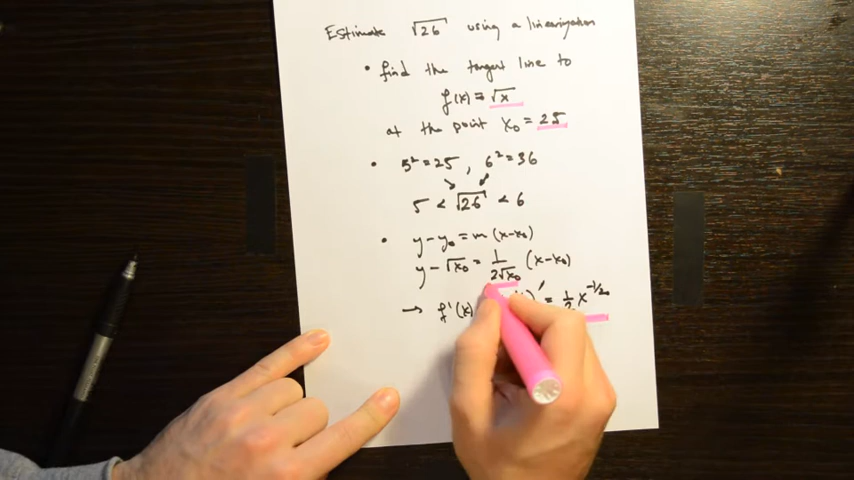 Estimate √26 using a linearization
• find the tangent line to
f(x) = √x
at the point x₀ = 25
• 5² = 25 , 6² = 36
5 < √26 < 6
• y - y₀ = m (x - x₀)
y - √x₀ = 1/(2√x₀) (x - x₀)
→ f'(x) )' = 1/2 x^(-1/2)